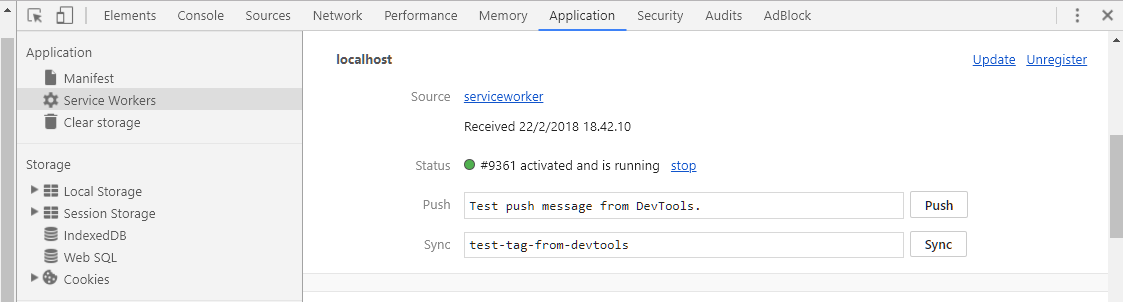 Elements Console Sources Network Performance Memory Application Security Audits AdBlock
Application
Manifest
Service Workers
Clear storage
Storage
Local Storage
Session Storage
IndexedDB
Web SQL
Cookies
localhost Update Unregister
Source serviceworker
Received 22/2/2018 18.42.10
Status #9361 activated and is running stop
Push Test push message from DevTools. Push
Sync test-tag-from-devtools Sync